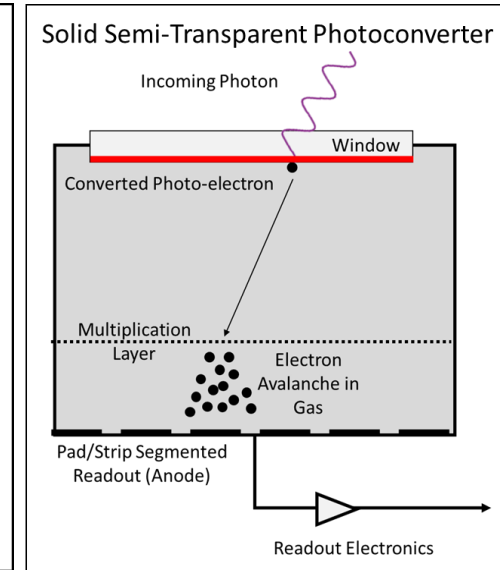 Solid Semi-Transparent Photoconverter
Incoming Photon
Window
Converted Photo-electron
Multiplication
Layer
Electron
Avalanche in
Gas
Pad/Strip Segmented
Readout (Anode)
Readout Electronics